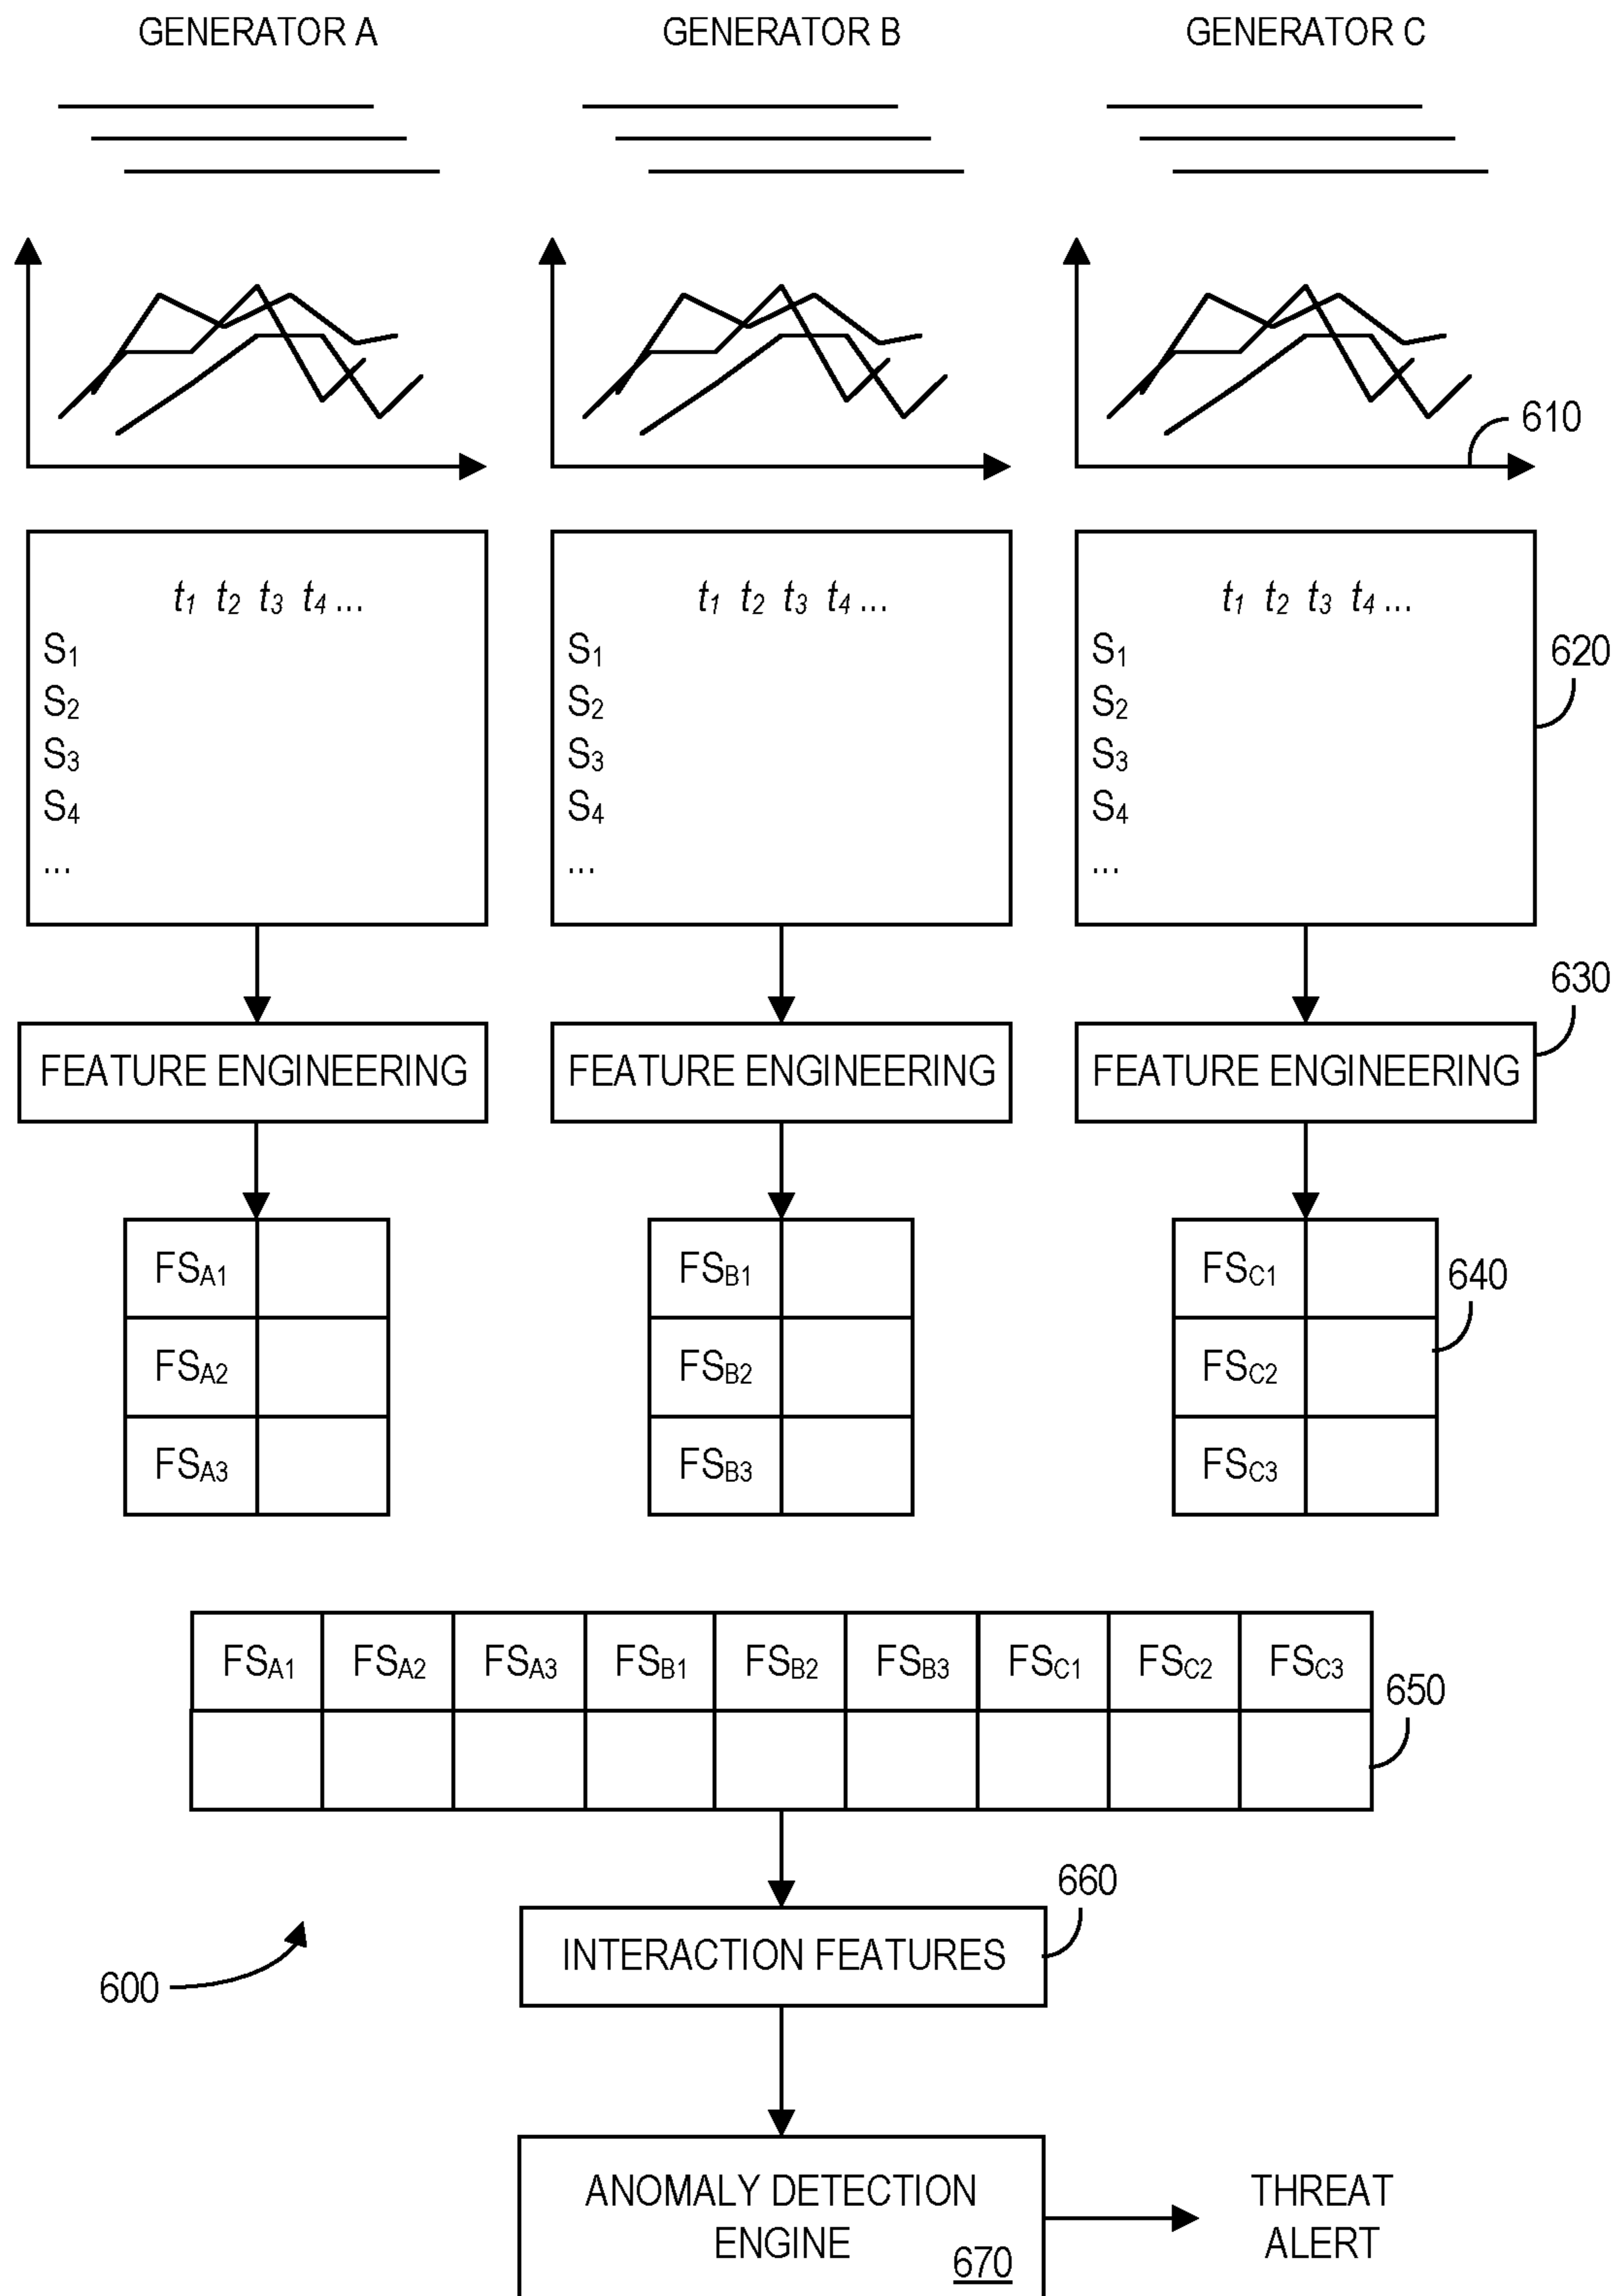 GENERATOR A GENERATOR B GENERATOR C
610
t1 t2 t3 t4 ... t1 t2 t3 t4 ... t1 t2 t3 t4 ...
S1 S1 S1 620
S2 S2 S2
S3 S3 S3
S4 S4 S4
... ... ...
630
FEATURE ENGINEERING FEATURE ENGINEERING FEATURE ENGINEERING
FSA1 FSB1 FSC1 640
FSA2 FSB2 FSC2
FSA3 FSB3 FSC3
FSA1 FSA2 FSA3 FSB1 FSB2 FSB3 FSC1 FSC2 FSC3
650
660
INTERACTION FEATURES
600
ANOMALY DETECTION THREAT
ENGINE 670 ALERT